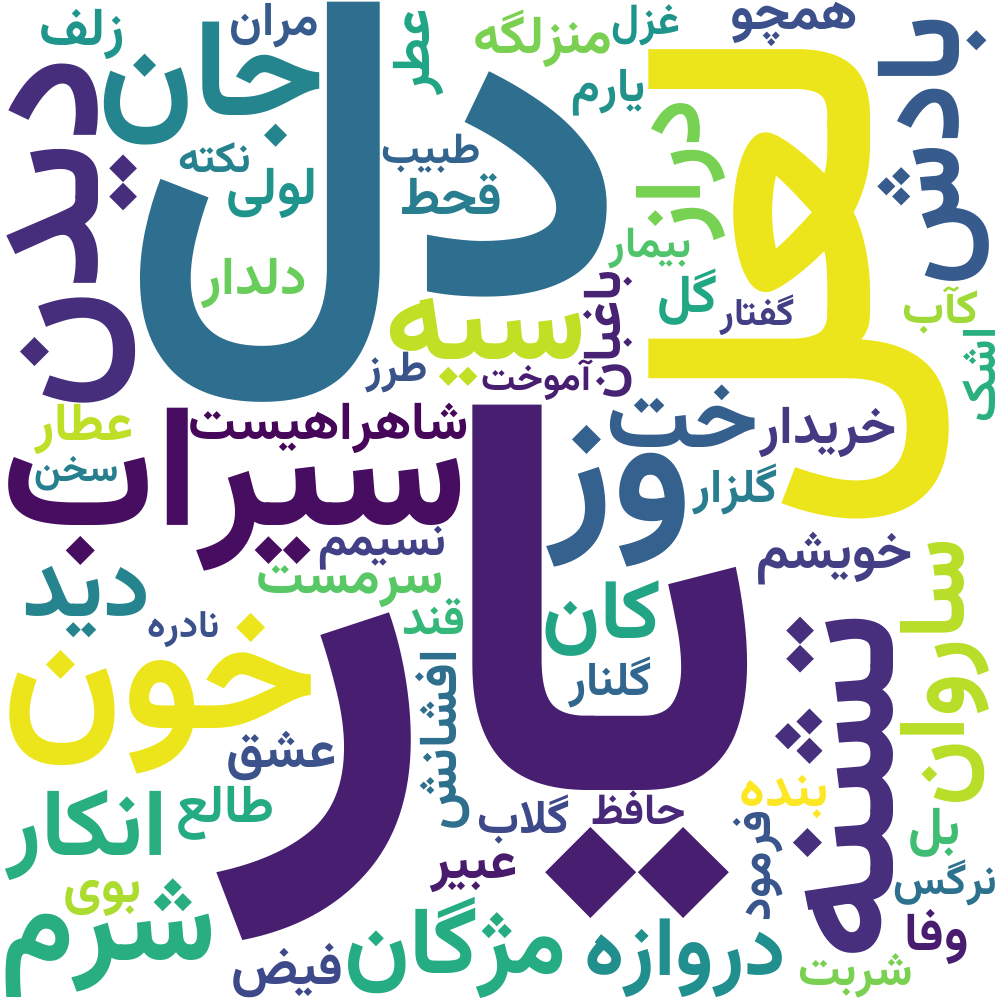 همچو
غزل
منزلگه
عطر
مران
زلف
بادش
یارم
جان
دل
لعل
دیدن
دراز
طبیب
نکته
قحط
لولی
بیمار
دلدار
گل
گفتار
باغبان
کآب
سیه
اشک
طرز
آموخت
خت
خریدار
شاهراهیست
عطار
سیراب
سخن
وز
گلزار
یار
نسیمم
خویشم
سرمست
دید
ساروان
کان
قند
نادره
تشنه
خون
گلنار
افشانش
عشق
بنده
طالع
انکار
حافظ
گلاب
فرمود
بل
عبیر
نرگس
بوی
شرم
وفا
مژگان
دروازه
فیض
شربت